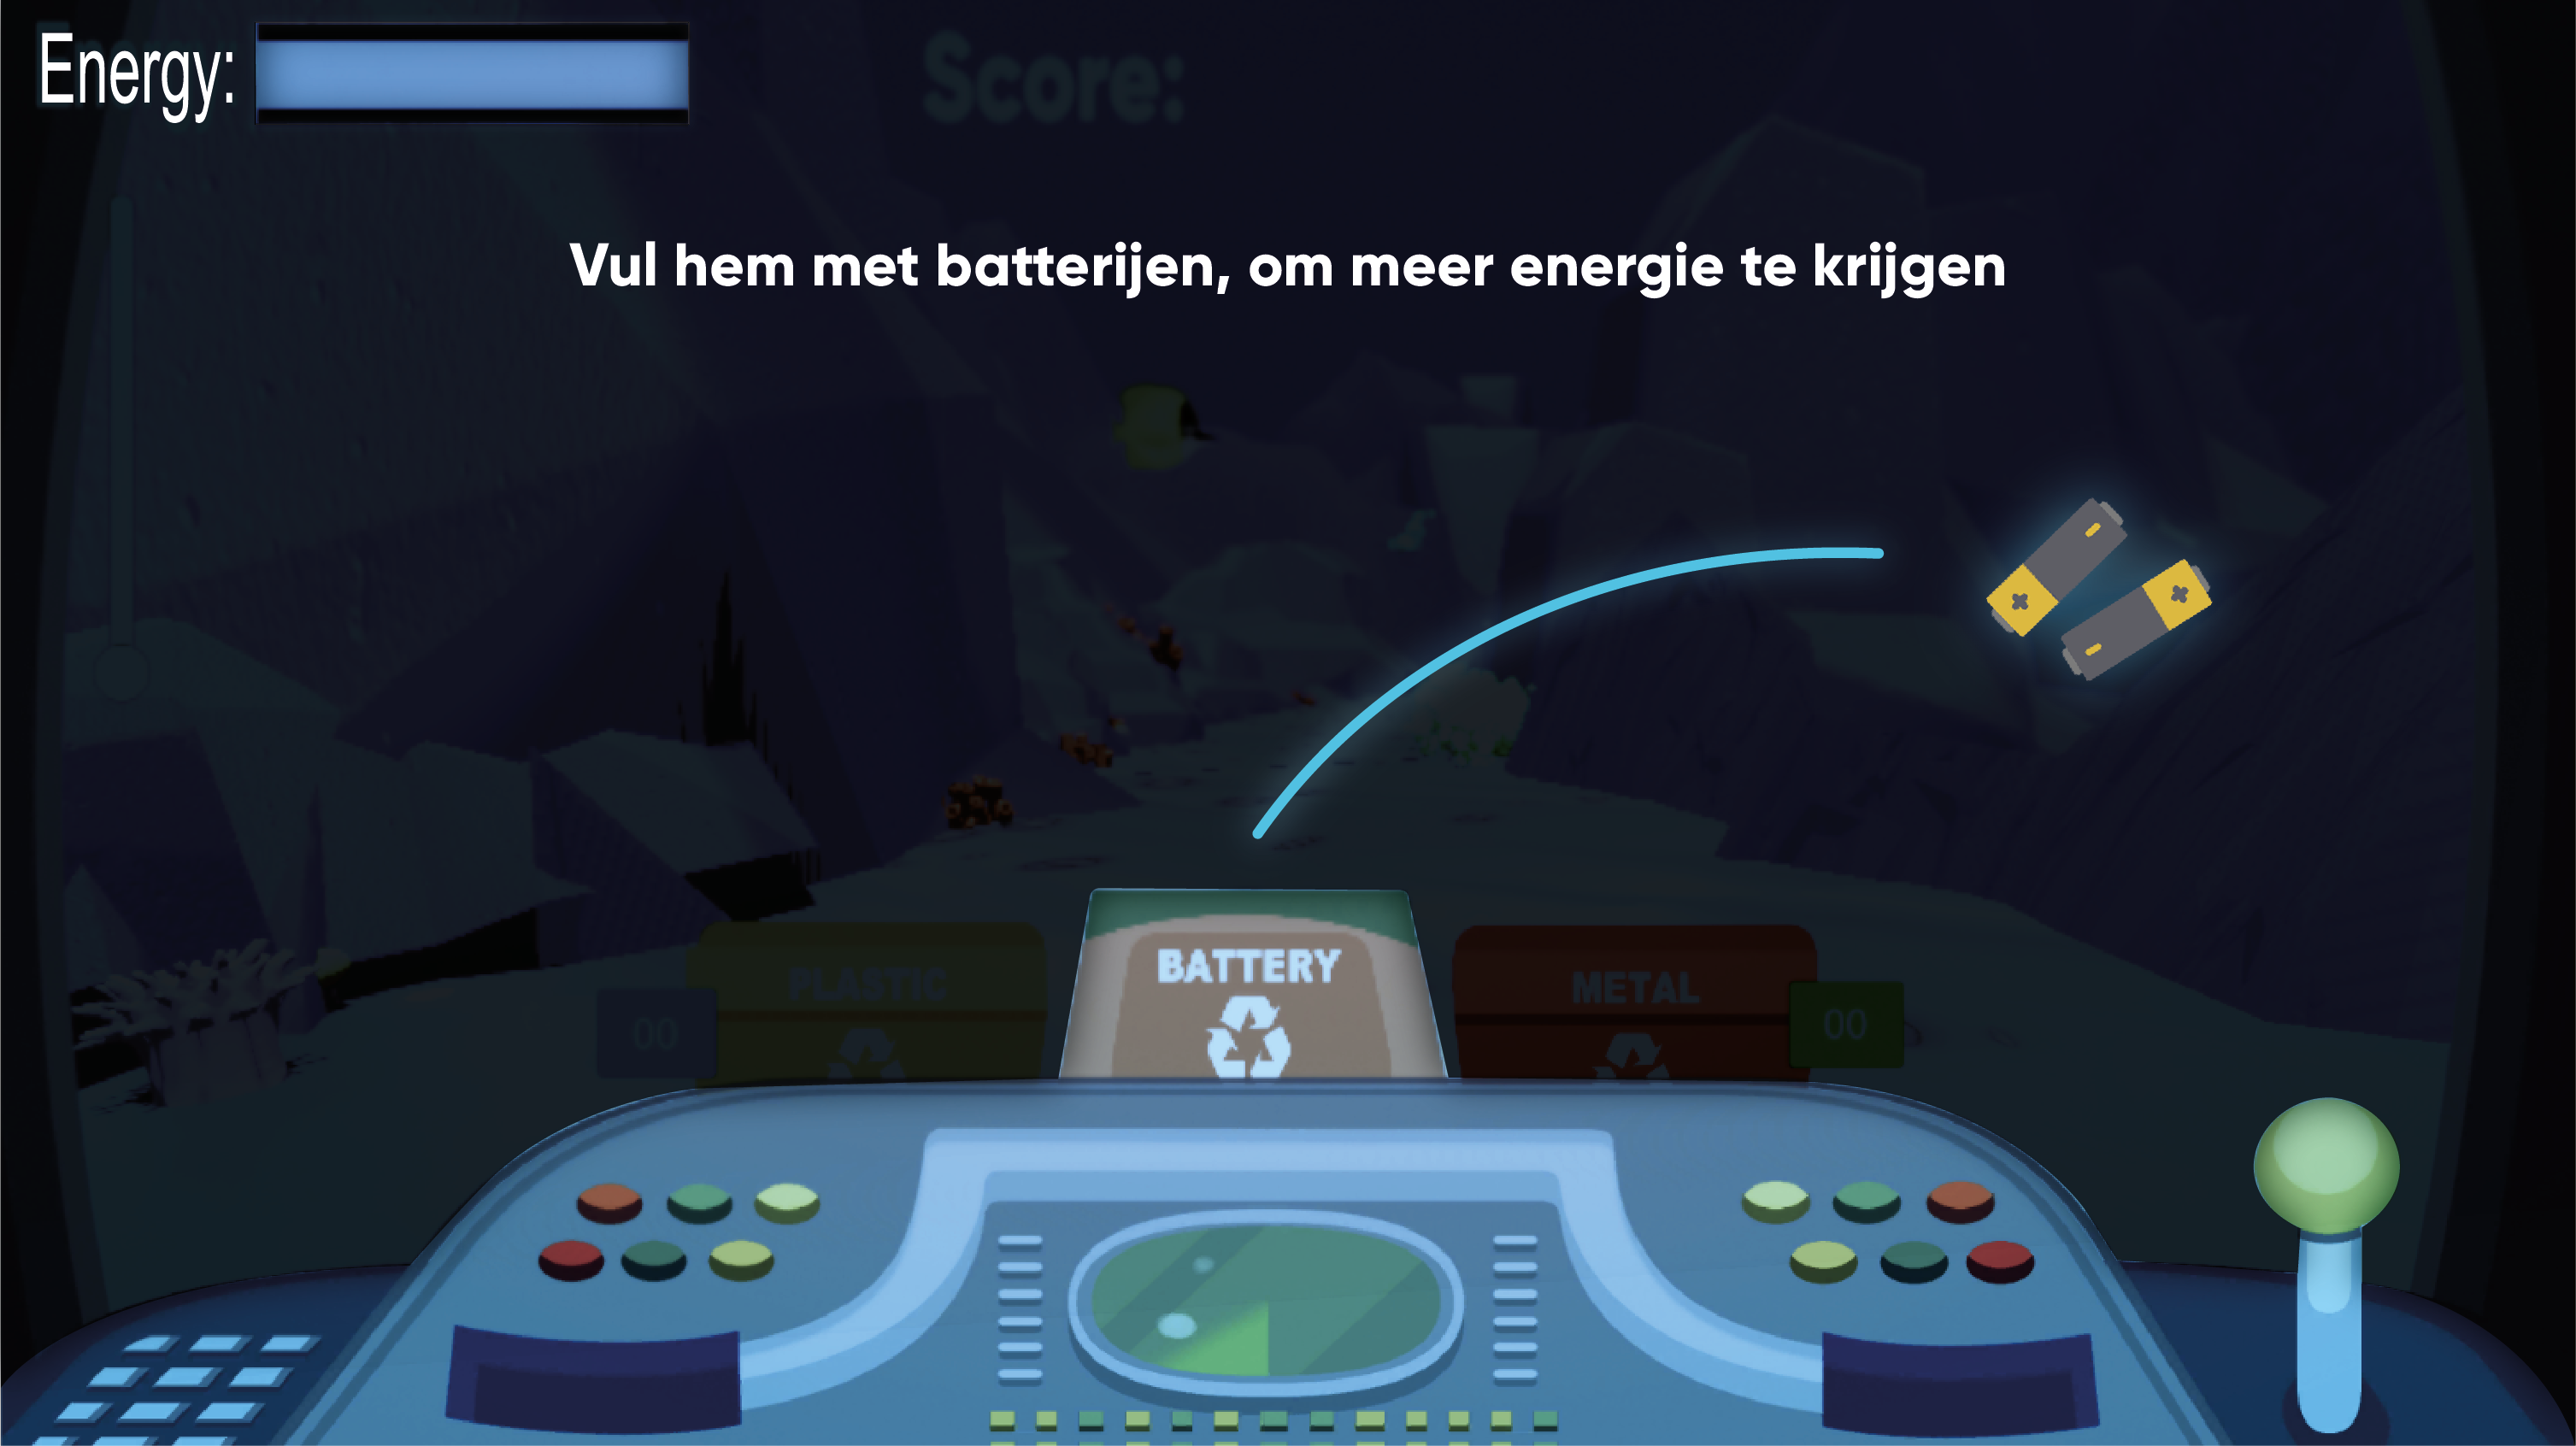 Energy:
Score:
Vul hem met batterijen, om meer energie te krijgen
BATTERY
PLASTIC
METAL
00
00